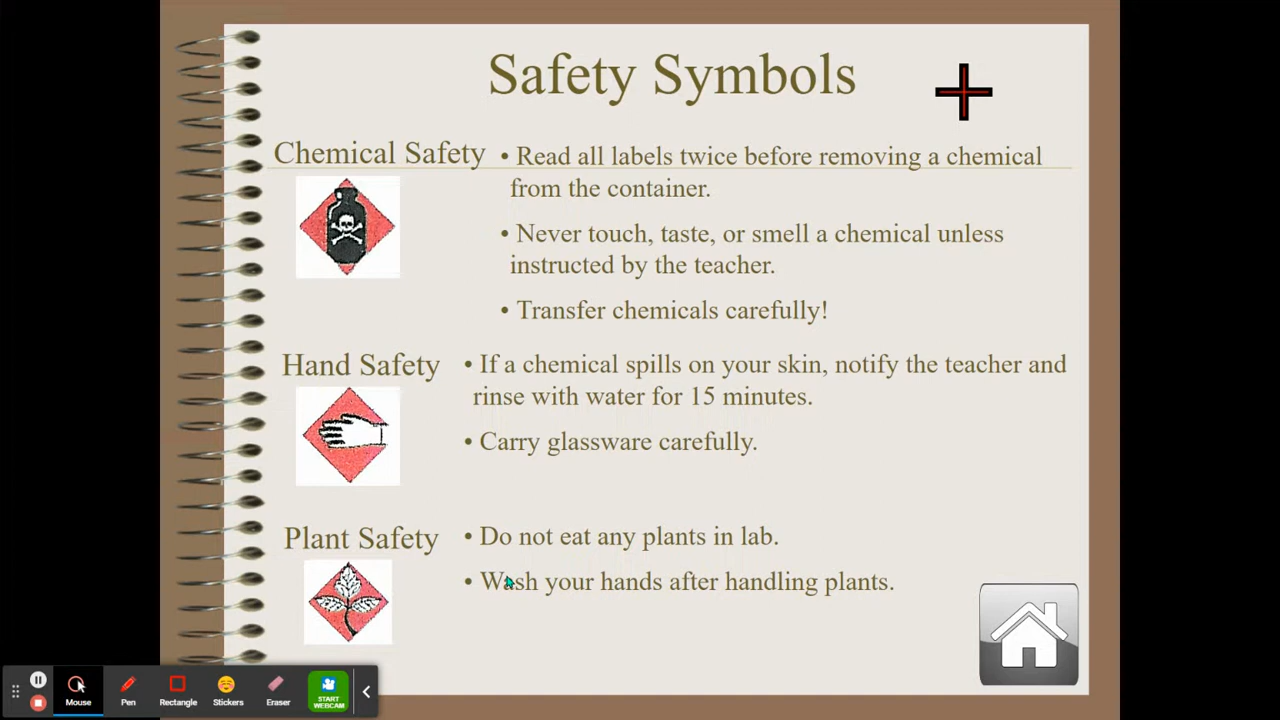 Safety Symbols
Chemical Safety
• Read all labels twice before removing a chemical
from the container.
• Never touch, taste, or smell a chemical unless
instructed by the teacher.
• Transfer chemicals carefully!
Hand Safety
• If a chemical spills on your skin, notify the teacher and
rinse with water for 15 minutes.
• Carry glassware carefully.
Plant Safety
• Do not eat any plants in lab.
• Wash your hands after handling plants.
Mouse
Pen
Rectangle
Stickers
Eraser
START
WEBCAM